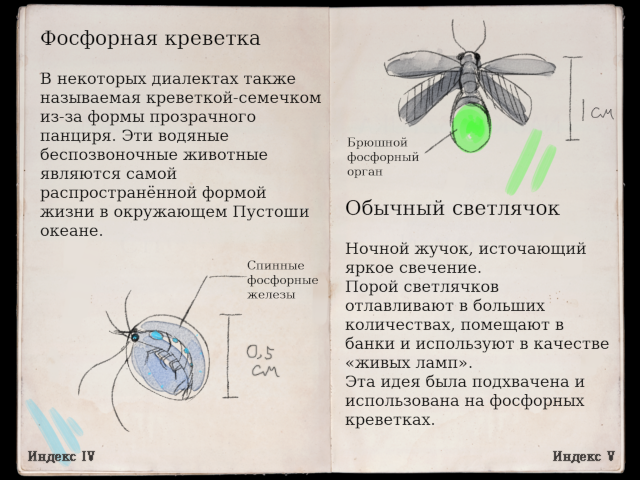 Фосфорная креветка
В некоторых диалектах также
называемая креветкой-семечком
из-за формы прозрачного
панциря. Эти водяные
беспозвоночные животные
являются самой
распространённой формой
жизни в окружающем Пустоши
океане.
Спинные
фосфорные
железы
0,5
см
Индекс IV
1 см
Брюшной
фосфорный
орган
Обычный светлячок
Ночной жучок, источающий
яркое свечение.
Порой светлячков
отлавливают в больших
количествах, помещают в
банки и используют в качестве
«живых ламп».
Эта идея была подхвачена и
использована на фосфорных
креветках.
Индекс V